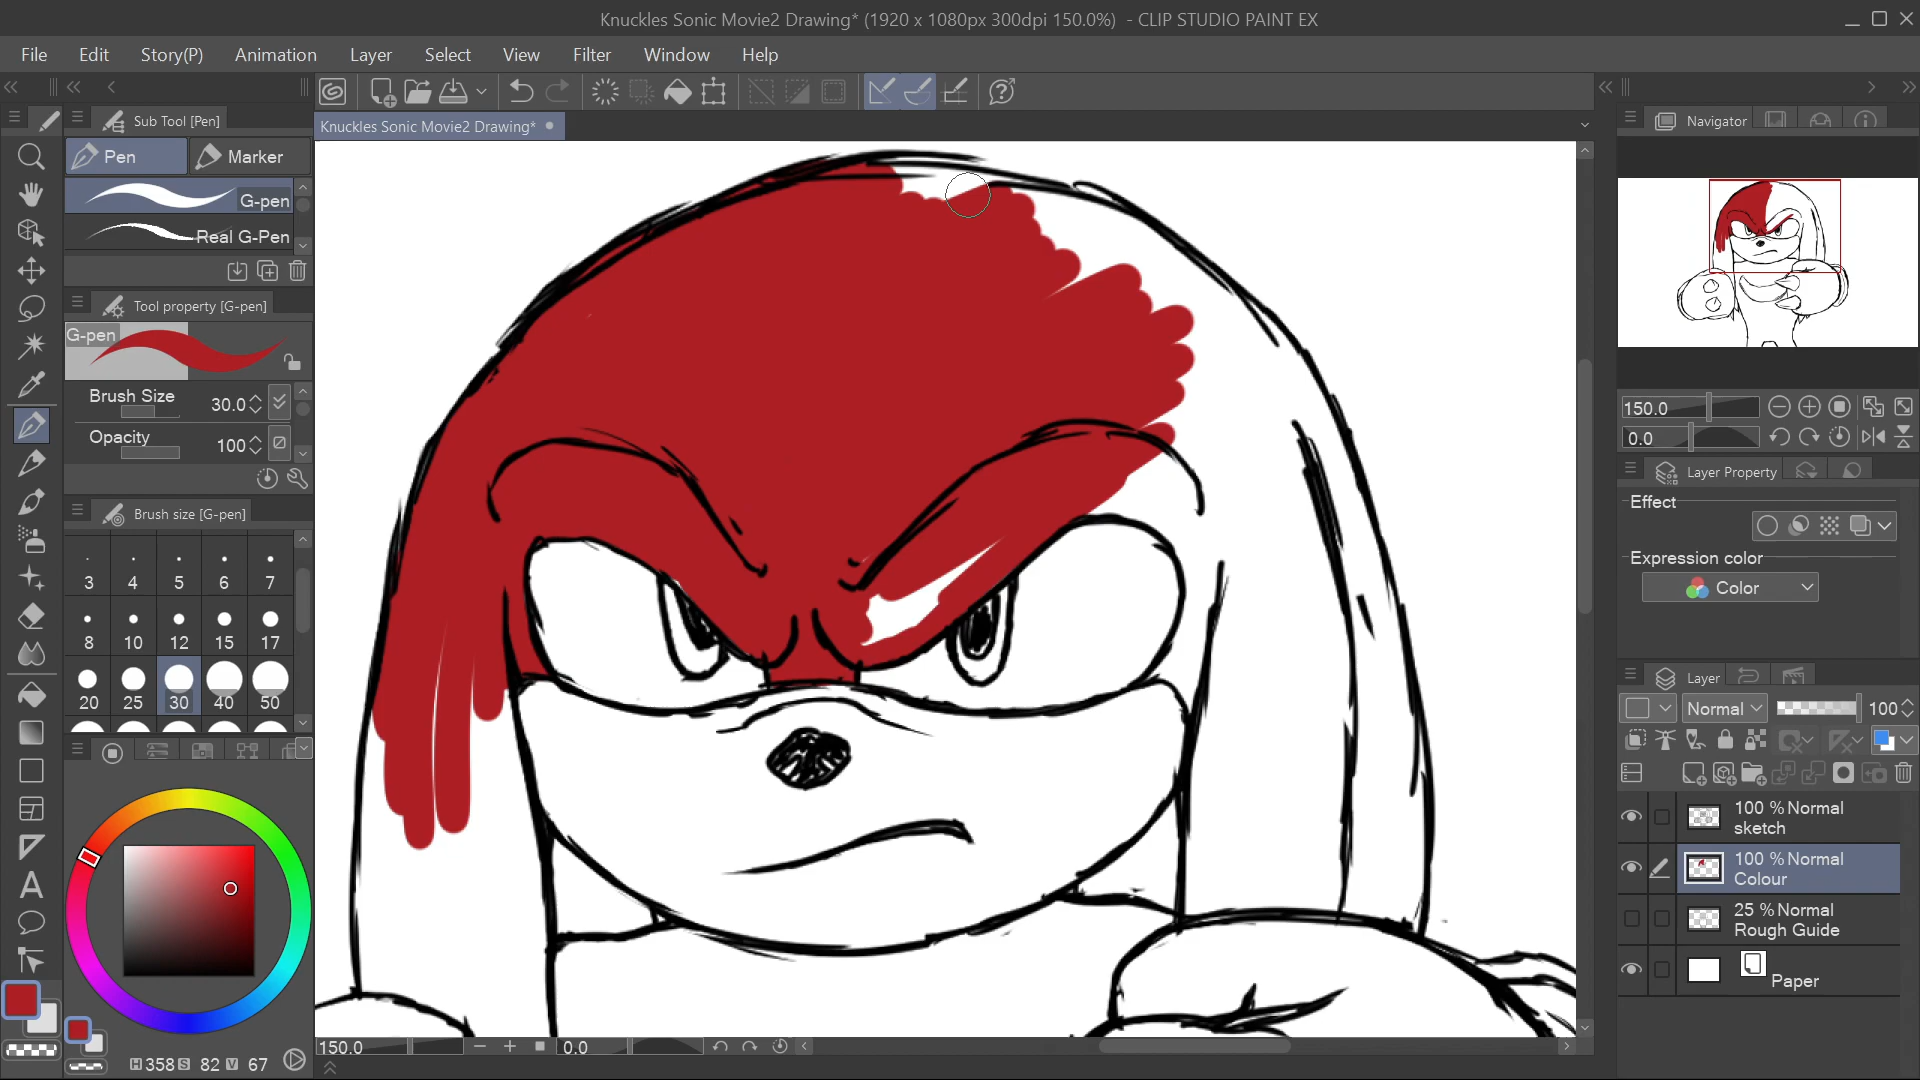 Knuckles Sonic Movie2 Drawing* (1920 x 1080px 300dpi 150.0%) - CLIP STUDIO PAINT EX
File Edit Story(P) Animation Layer Select View Filter Window Help
Sub Tool [Pen]
Knuckles Sonic Movie2 Drawing*
Pen Marker
G-pen
Real G-Pen
Tool property [G-pen]
G-pen
Brush Size 30.0
Opacity 100
Brush size [G-pen]
3 4 5 6 7
8 10 12 15 17
20 25 30 40 50
H 358 S 82 V 67
150.0 0.0
Navigator
150.0
0.0
Layer Property
Effect
Expression color
Color
Layer
Normal 100
100 % Normal
sketch
100 % Normal
Colour
25 % Normal
Rough Guide
Paper